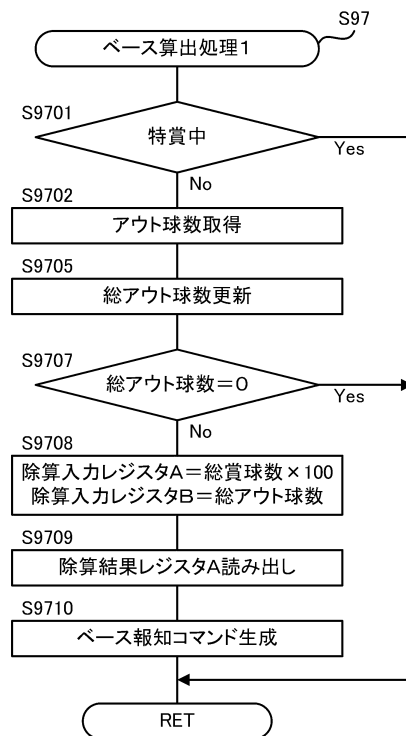 S97
ベース算出処理1
S9701
特賞中
Yes
No
S9702
アウト球数取得
S9705
総アウト球数更新
S9707
総アウト球数=0
Yes
No
S9708
除算入力レジスタA=総賞球数×100
除算入力レジスタB=総アウト球数
S9709
除算結果レジスタA読み出し
S9710
ベース報知コマンド生成
RET